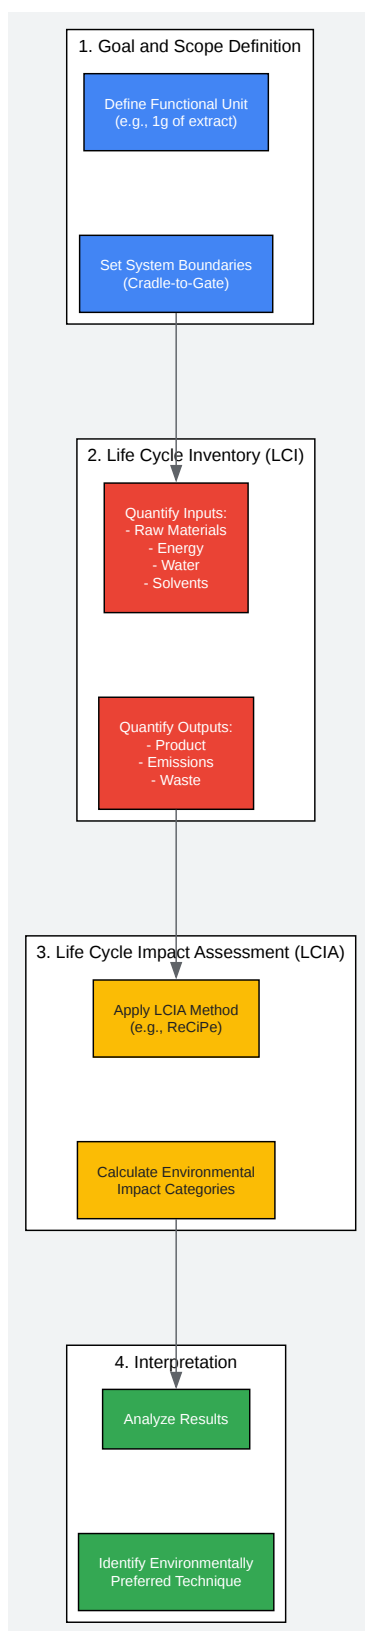 1. Goal and Scope Definition
Define Functional Unit
(e.g., 1g of extract)
Set System Boundaries
(Cradle-to-Gate)
2. Life Cycle Inventory (LCI)
Quantify Inputs:
- Raw Materials
- Energy
- Water
- Solvents
Quantify Outputs:
- Product
- Emissions
- Waste
3. Life Cycle Impact Assessment (LCIA)
Apply LCIA Method
(e.g., ReCiPe)
Calculate Environmental
Impact Categories
4. Interpretation
Analyze Results
Identify Environmentally
Preferred Technique